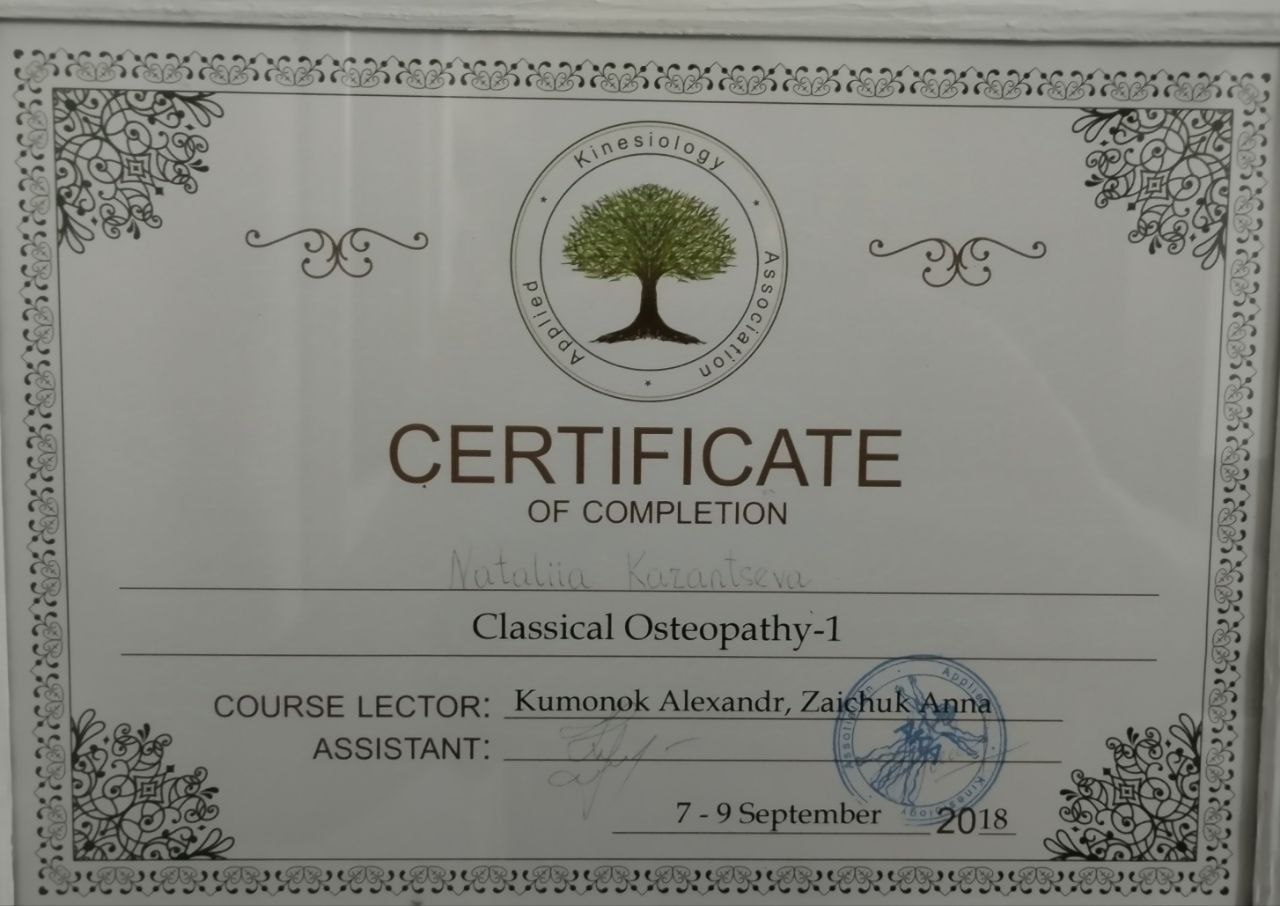 Applied Kinesiology Association
CERTIFICATE
OF COMPLETION
Nataliia Kazantseva
Classical Osteopathy-1
COURSE LECTOR: Kumonok Alexandr, Zaichuk Anna
ASSISTANT:
Applied Kinesiology Association
7 - 9 September 2018